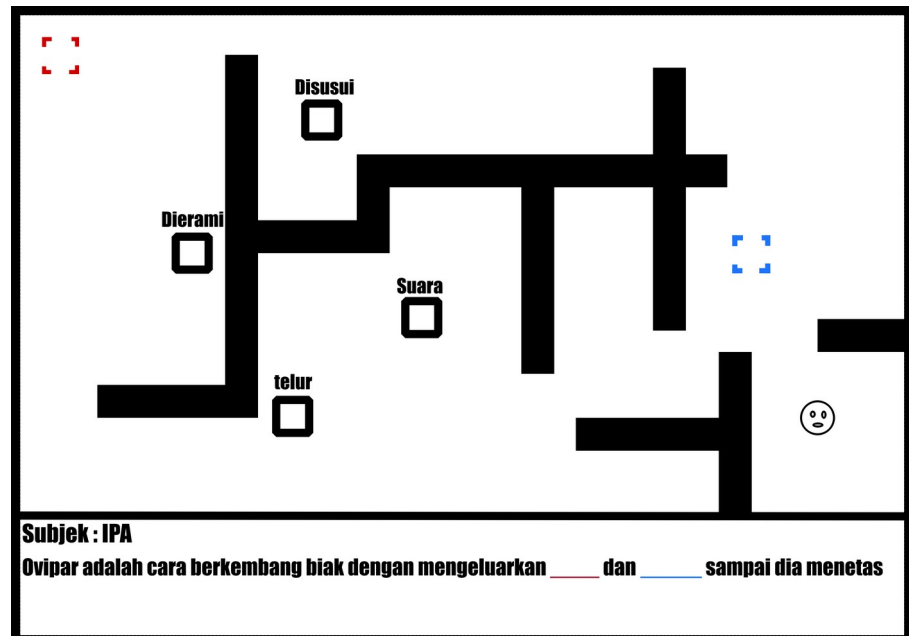 Disusui
Dierami
Suara
telur
Subjek : IPA
Ovipar adalah cara berkembang biak dengan mengeluarkan _____ dan ______ sampai dia menetas